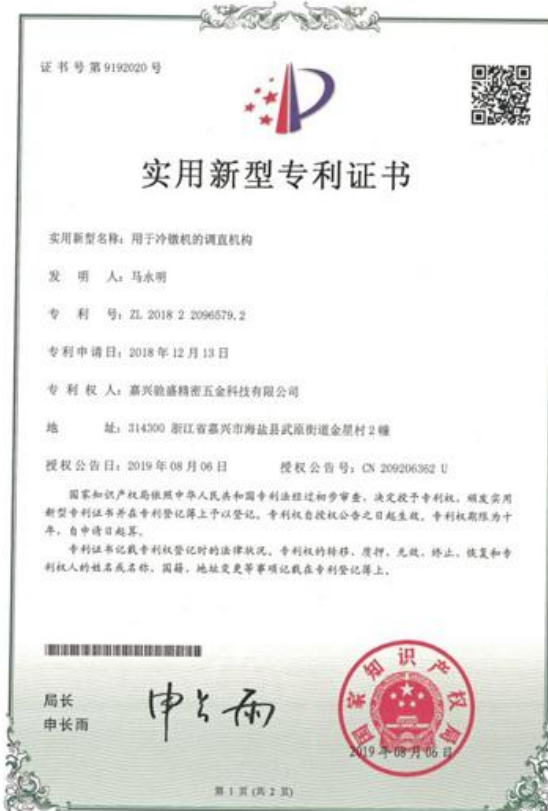 证书号第9192020号
实用新型专利证书
实用新型名称：用于冷镦机的调直机构
发明人：马永明
专利号：ZL 2018 2 2096579.2
专利申请日：2018年12月13日
专利权人：嘉兴驰盛精密五金科技有限公司
地址：314300 浙江省嘉兴市海盐县武原街道金星村2幢
授权公告日：2019年08月06日 授权公告号：CN 209206362 U
国家知识产权局依照中华人民共和国专利法经过初步审查，决定授予专利权，颁发实用
新型专利证书并在专利登记簿上予以登记。专利权自授权公告之日起生效。专利权期限为十
年，自申请日起算。
专利证书记载专利权登记时的法律状况。专利权的转移、质押、无效、终止、恢复和专
利权人的姓名或名称、国籍、地址变更等事项记载在专利登记簿上。
局长
申长雨
申长雨
国家知识产权局
2019年08月06日
第1页(共2页)